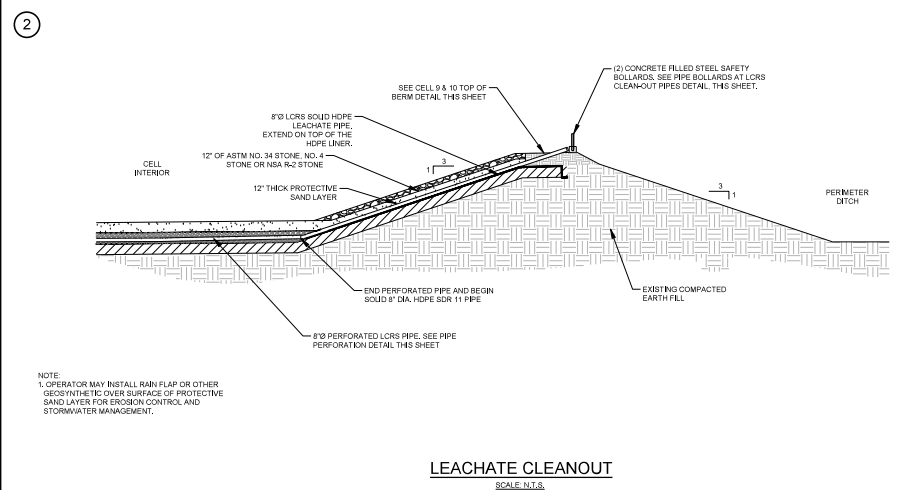 2
(2) CONCRETE FILLED STEEL SAFETY
BOLLARDS. SEE PIPE BOLLARDS AT LCRS
CLEAN-OUT PIPES DETAIL, THIS SHEET.
SEE CELL 9 & 10 TOP OF
BERM DETAIL THIS SHEET
8"Ø LCRS SOLID HDPE
LEACHATE PIPE.
EXTEND ON TOP OF THE
HDPE LINER.
12" OF ASTM NO. 34 STONE, NO. 4
STONE OR NSA R-2 STONE
12" THICK PROTECTIVE
SAND LAYER
CELL
INTERIOR
3
1
3
1
PERIMETER
DITCH
END PERFORATED PIPE AND BEGIN
SOLID 8" DIA. HDPE SDR 11 PIPE
EXISTING COMPACTED
EARTH FILL
8"Ø PERFORATED LCRS PIPE. SEE PIPE
PERFORATION DETAIL THIS SHEET
NOTE:
1. OPERATOR MAY INSTALL RAIN FLAP OR OTHER
GEOSYNTHETIC OVER SURFACE OF PROTECTIVE
SAND LAYER FOR EROSION CONTROL AND
STORMWATER MANAGEMENT.
LEACHATE CLEANOUT
SCALE: N.T.S.